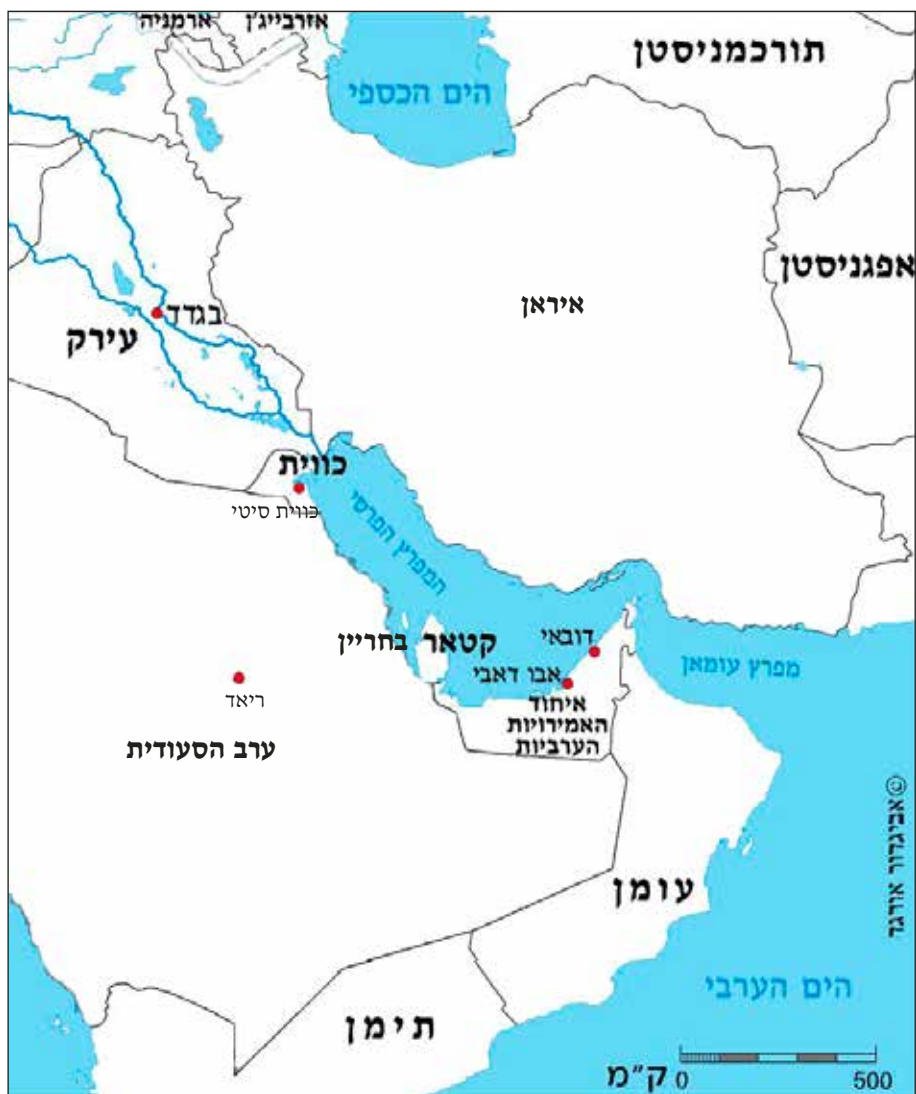 ארמניה
אזרבייג'ן
תורכמניסטן
הים הכספי
אפגניסטן
איראן
בגדד
עירק
כווית
כווית סיטי
המפרץ הפרסי
קטאר
בחריין
דובאי
אבו דאבי
איחוד
האמירויות
הערביות
מפרץ עומאן
ריאד
ערב הסעודית
עומן
תימן
הים הערבי
ק"מ 0 500
©אביגדור אורגד